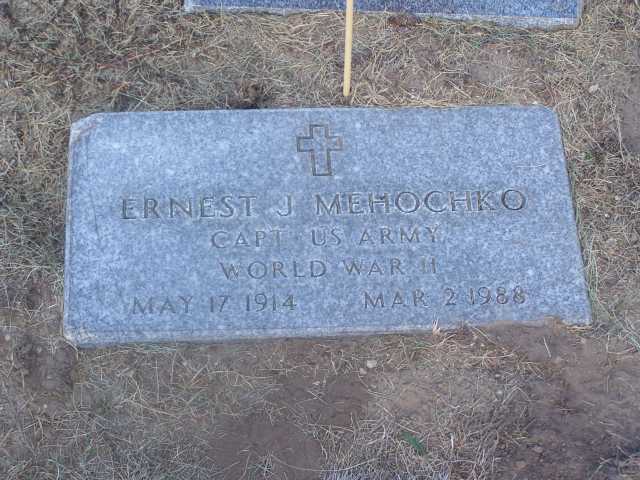 ERNEST J MEHOCHKO
CAPT US ARMY
WORLD WAR II
MAY 17 1914 MAR 2 1988